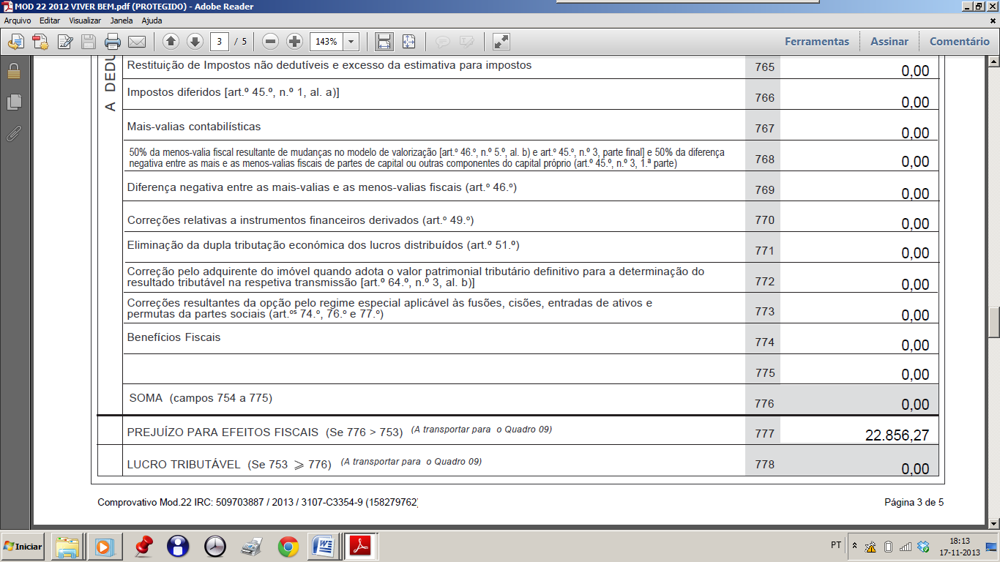 MOD 22 2012 VIVER BEM.pdf (PROTEGIDO) - Adobe Reader
Arquivo Editar Visualizar Janela Ajuda
3 / 5 143% Ferramentas Assinar Comentário
A DEDU
Restituição de Impostos não dedutíveis e excesso da estimativa para impostos 765 0,00
Impostos diferidos [art.º 45.º, n.º 1, al. a)] 766 0,00
Mais-valias contabilísticas 767 0,00
50% da menos-valia fiscal resultante de mudanças no modelo de valorização [art.º 46.º, n.º 5.º, al. b) e art.º 45.º, n.º 3, parte final] e 50% da diferença
negativa entre as mais e as menos-valias fiscais de partes de capital ou outras componentes do capital próprio (art.º 45.º, n.º 3, 1.ª parte) 768 0,00
Diferença negativa entre as mais-valias e as menos-valias fiscais (art.º 46.º) 769 0,00
Correções relativas a instrumentos financeiros derivados (art.º 49.º) 770 0,00
Eliminação da dupla tributação económica dos lucros distribuídos (art.º 51.º) 771 0,00
Correção pelo adquirente do imóvel quando adota o valor patrimonial tributário definitivo para a determinação do
resultado tributável na respetiva transmissão [art.º 64.º, n.º 3, al. b)] 772 0,00
Correções resultantes da opção pelo regime especial aplicável às fusões, cisões, entradas de ativos e
permutas da partes sociais (art.ºs 74.º, 76.º e 77.º) 773 0,00
Benefícios Fiscais 774 0,00
775 0,00
SOMA (campos 754 a 775) 776 0,00
PREJUÍZO PARA EFEITOS FISCAIS (Se 776 > 753) (A transportar para o Quadro 09) 777 22.856,27
LUCRO TRIBUTÁVEL (Se 753 ⩾ 776) (A transportar para o Quadro 09) 778 0,00
Comprovativo Mod.22 IRC: 509703887 / 2013 / 3107-C3354-9 (158279762) Página 3 de 5
Iniciar PT 18:13
17-11-2013